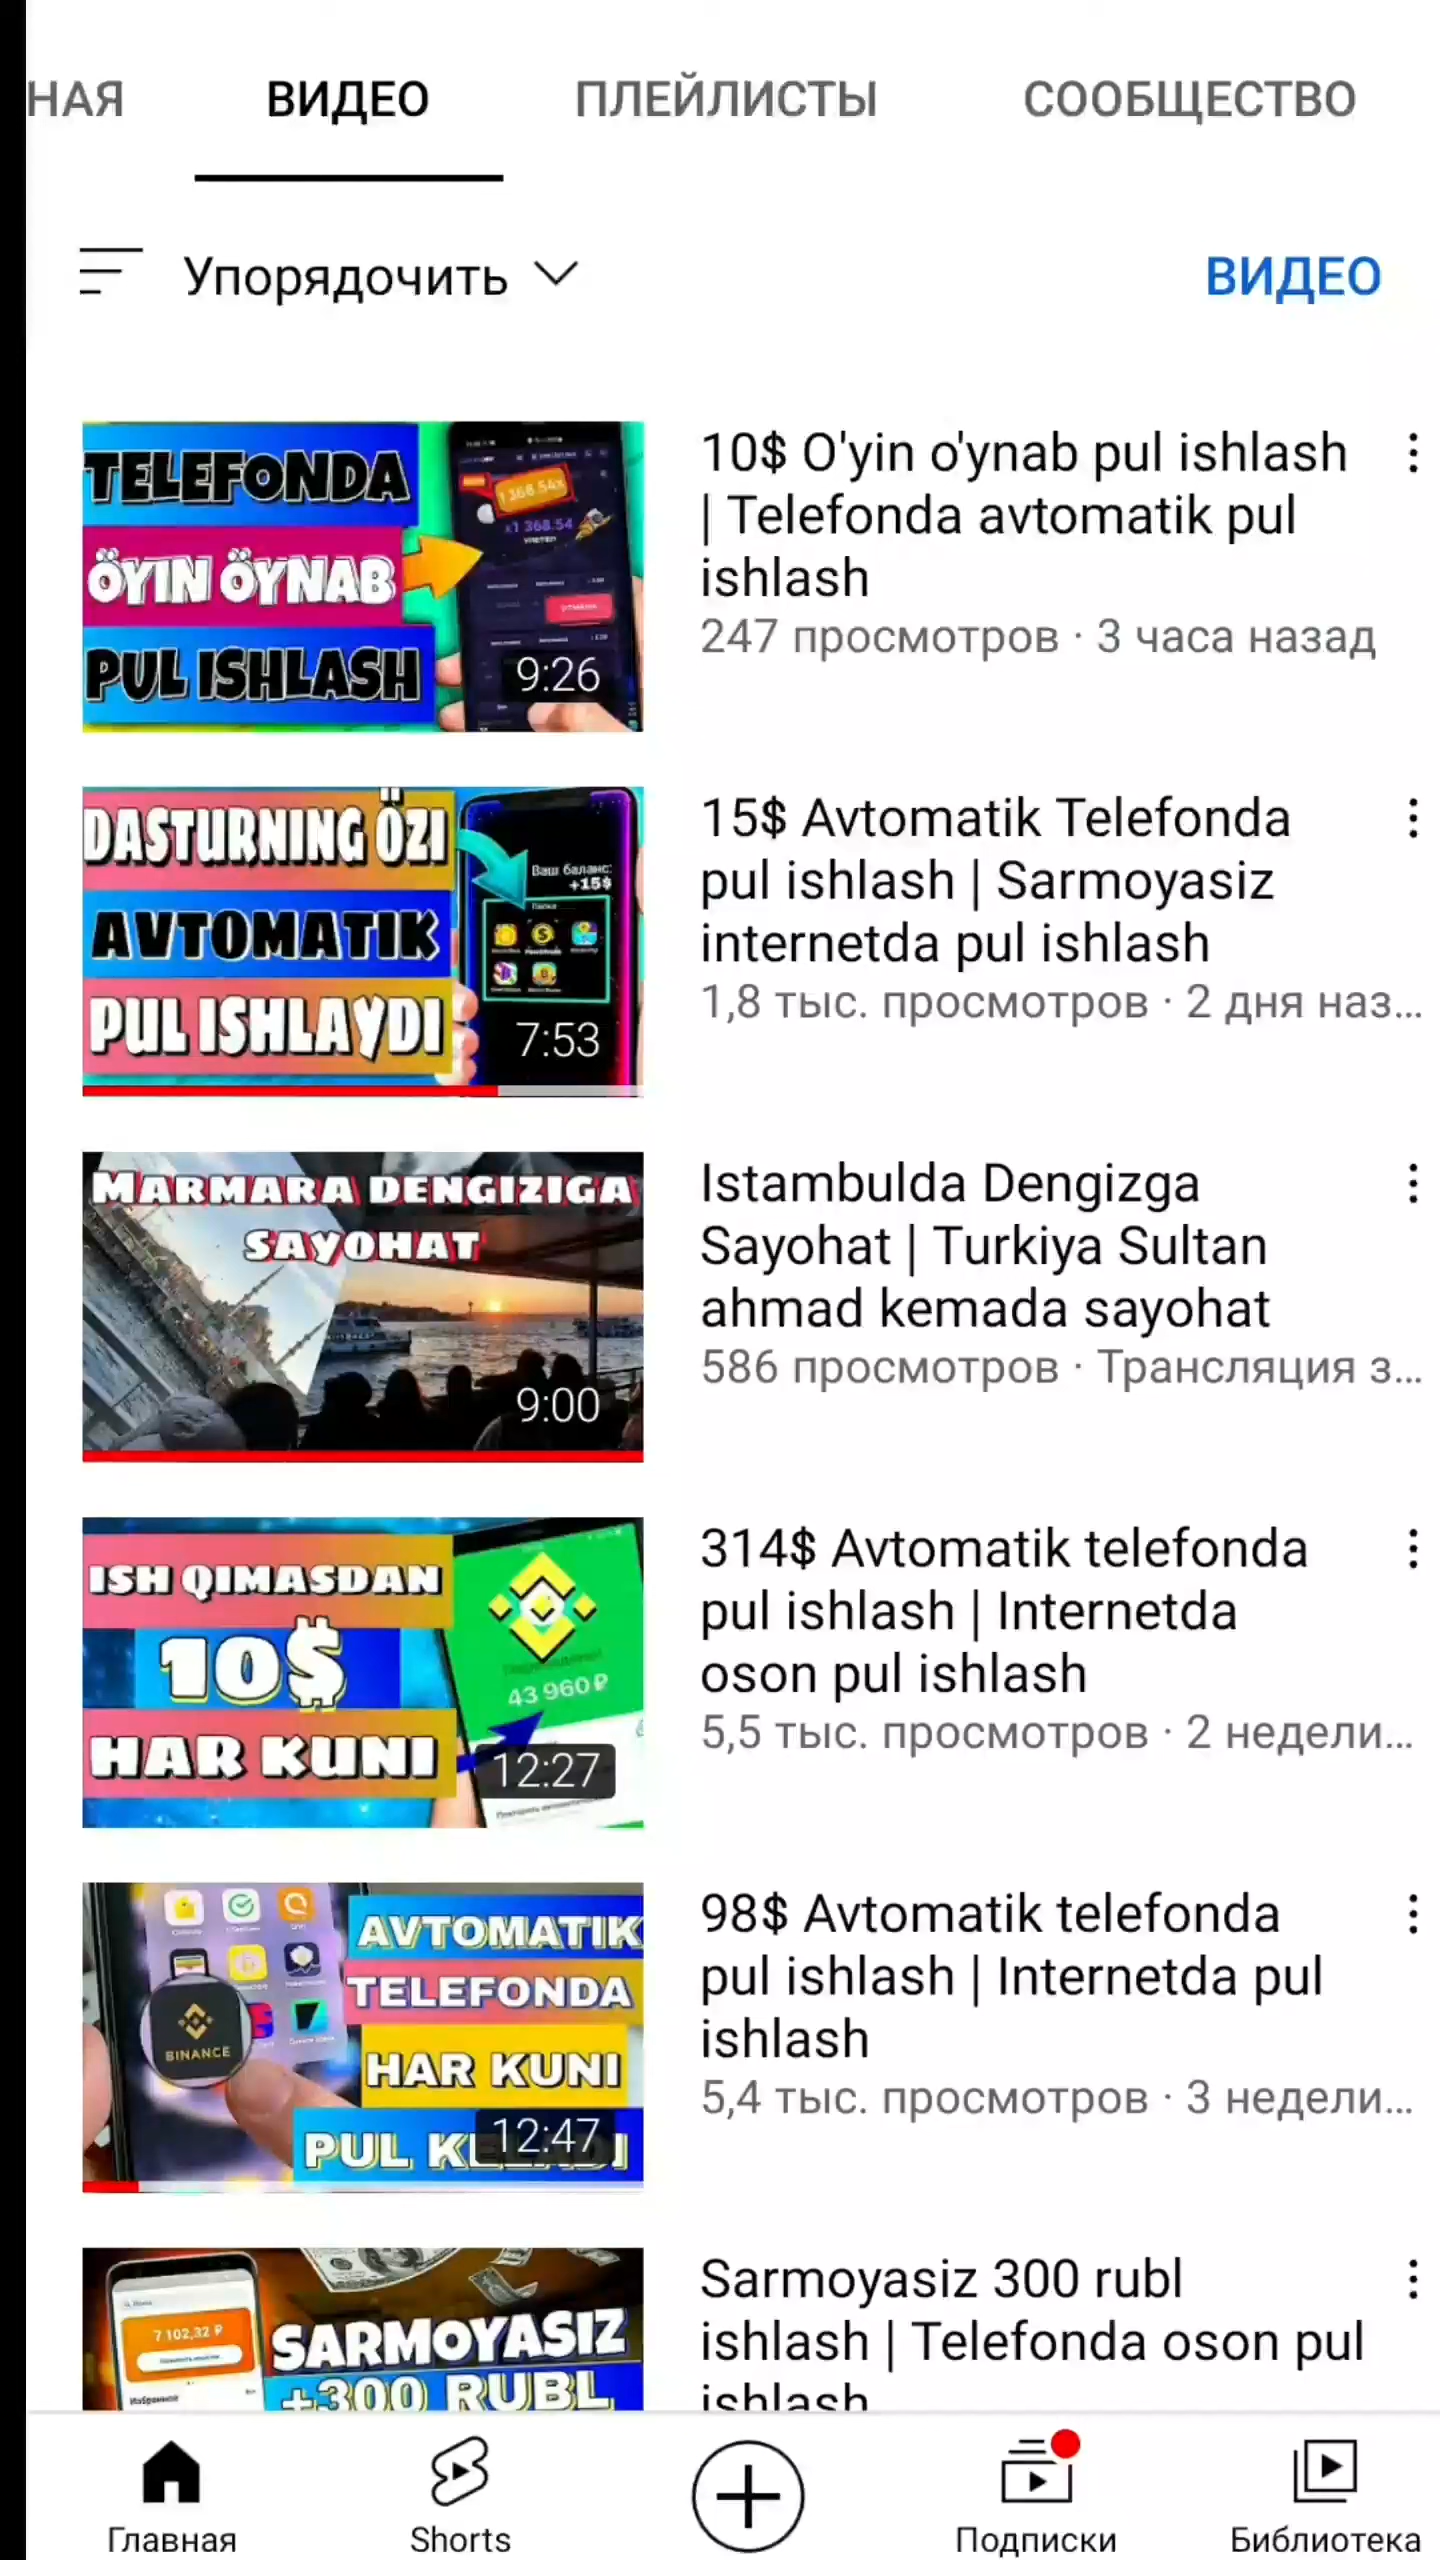 НАЯ ВИДЕО ПЛЕЙЛИСТЫ СООБЩЕСТВО
Упорядочить ВИДЕО
TELEFONDA
ÖYIN ÖYNAB
PUL ISHLASH
9:26
10$ O'yin o'ynab pul ishlash
| Telefonda avtomatik pul
ishlash
247 просмотров · 3 часа назад
DASTURNING ÖZI
AVTOMATIK
PUL ISHLAYDI
Ваш баланс:
+15$
7:53
15$ Avtomatik Telefonda
pul ishlash | Sarmoyasiz
internetda pul ishlash
1,8 тыс. просмотров · 2 дня наз...
MARMARA DENGIZIGA
SAYOHAT
9:00
Istambulda Dengizga
Sayohat | Turkiya Sultan
ahmad kemada sayohat
586 просмотров · Трансляция з...
ISH QIMASDAN
10$
HAR KUNI
43 960 ₽
12:27
314$ Avtomatik telefonda
pul ishlash | Internetda
oson pul ishlash
5,5 тыс. просмотров · 2 недели...
AVTOMATIK
TELEFONDA
HAR KUNI
PUL
BINANCE
12:47
98$ Avtomatik telefonda
pul ishlash | Internetda pul
ishlash
5,4 тыс. просмотров · 3 недели...
7 102,32 ₽
Избранное
SARMOYASIZ
+300 RUBL
Sarmoyasiz 300 rubl
ishlash | Telefonda oson pul
ishlash
Главная Shorts Подписки Библиотека